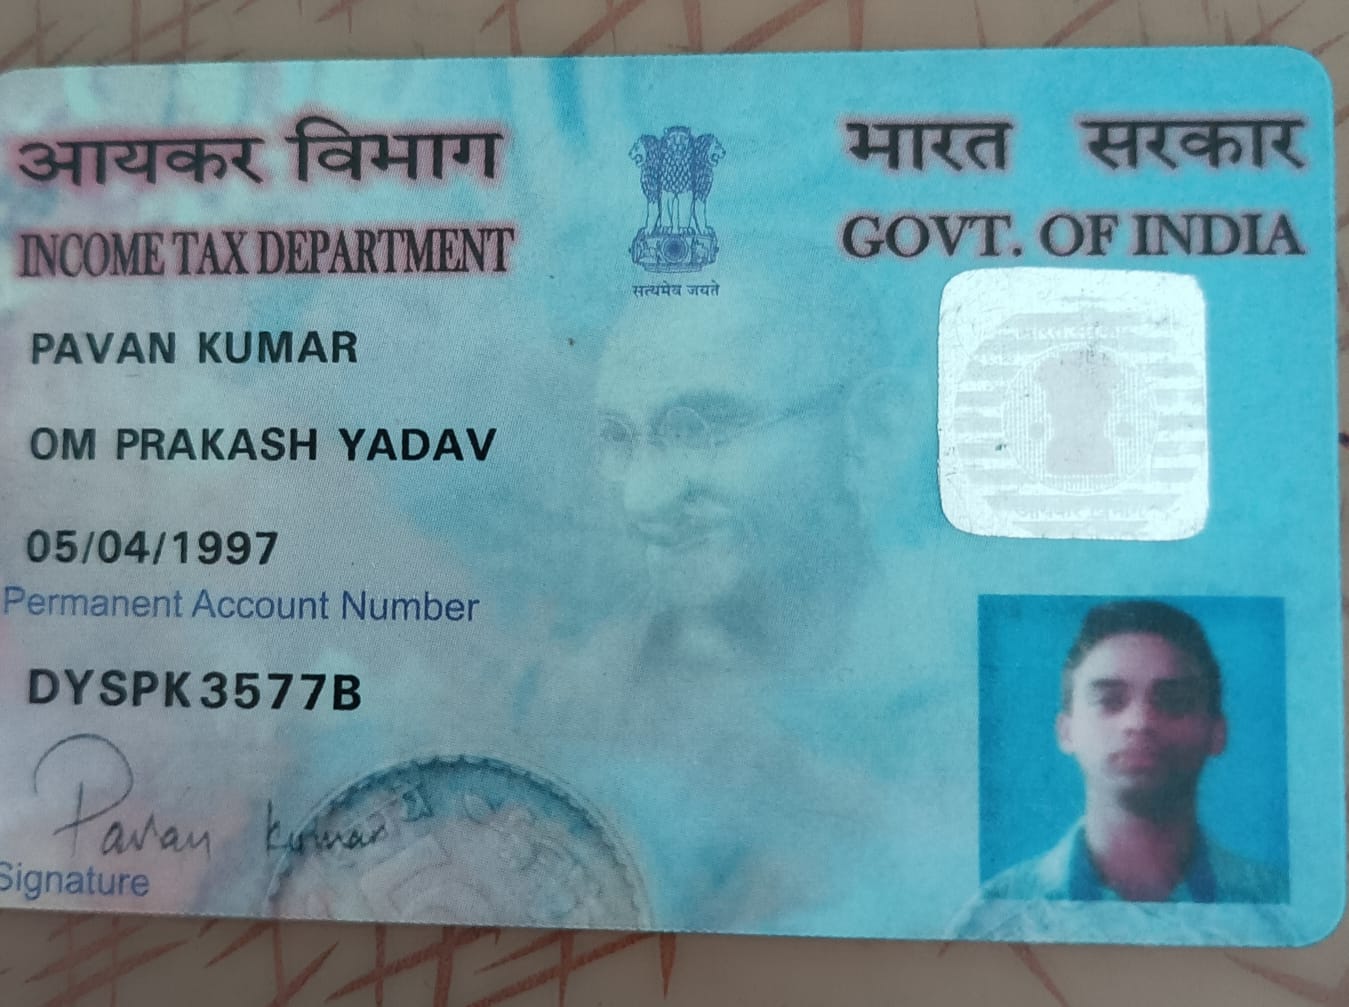 आयकर विभाग
INCOME TAX DEPARTMENT
सत्यमेव जयते
भारत सरकार
GOVT. OF INDIA
PAVAN KUMAR
OM PRAKASH YADAV
05/04/1997
Permanent Account Number
DYSPK3577B
Pavan Kumar
Signature